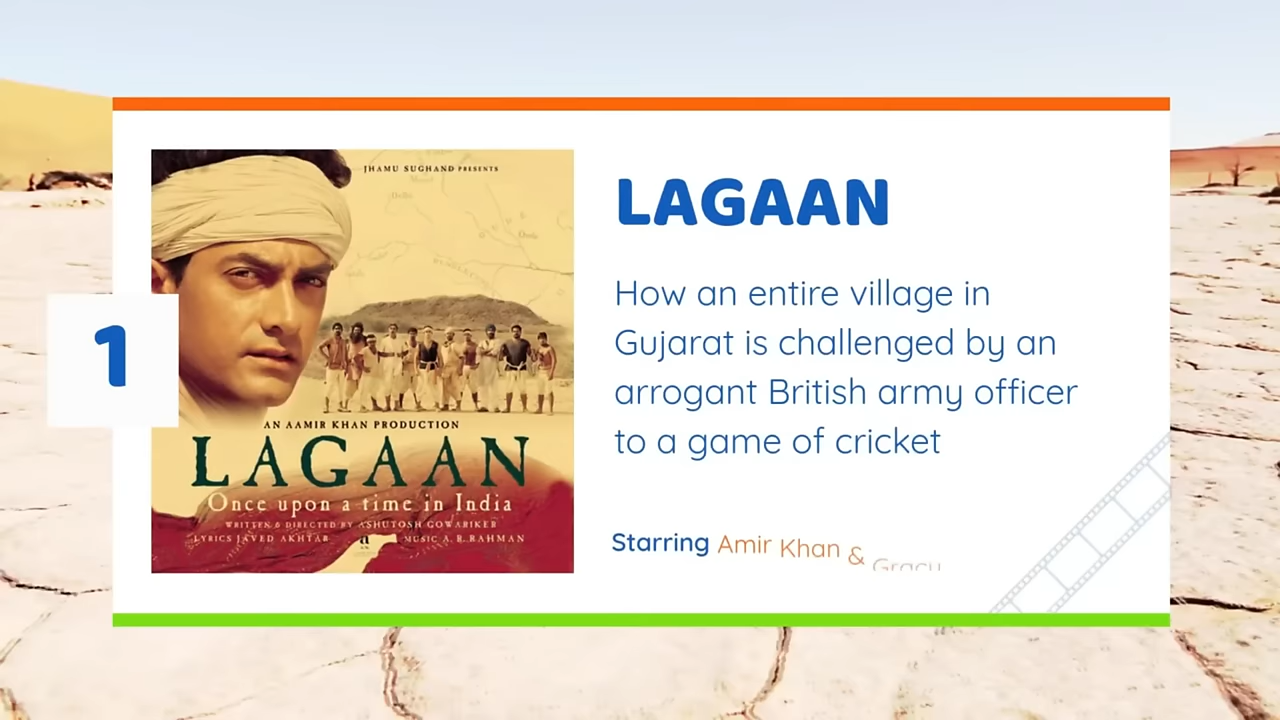 JHAMU SUGHAND PRESENTS
AN AAMIR KHAN PRODUCTION
LAGAAN
Once upon a time in India
WRITTEN & DIRECTED BY ASHUTOSH GOWARIKER
LYRICS JAVED AKHTAR MUSIC A. R. RAHMAN
1
LAGAAN
How an entire village in
Gujarat is challenged by an
arrogant British army officer
to a game of cricket
Starring Amir Khan & Gracy